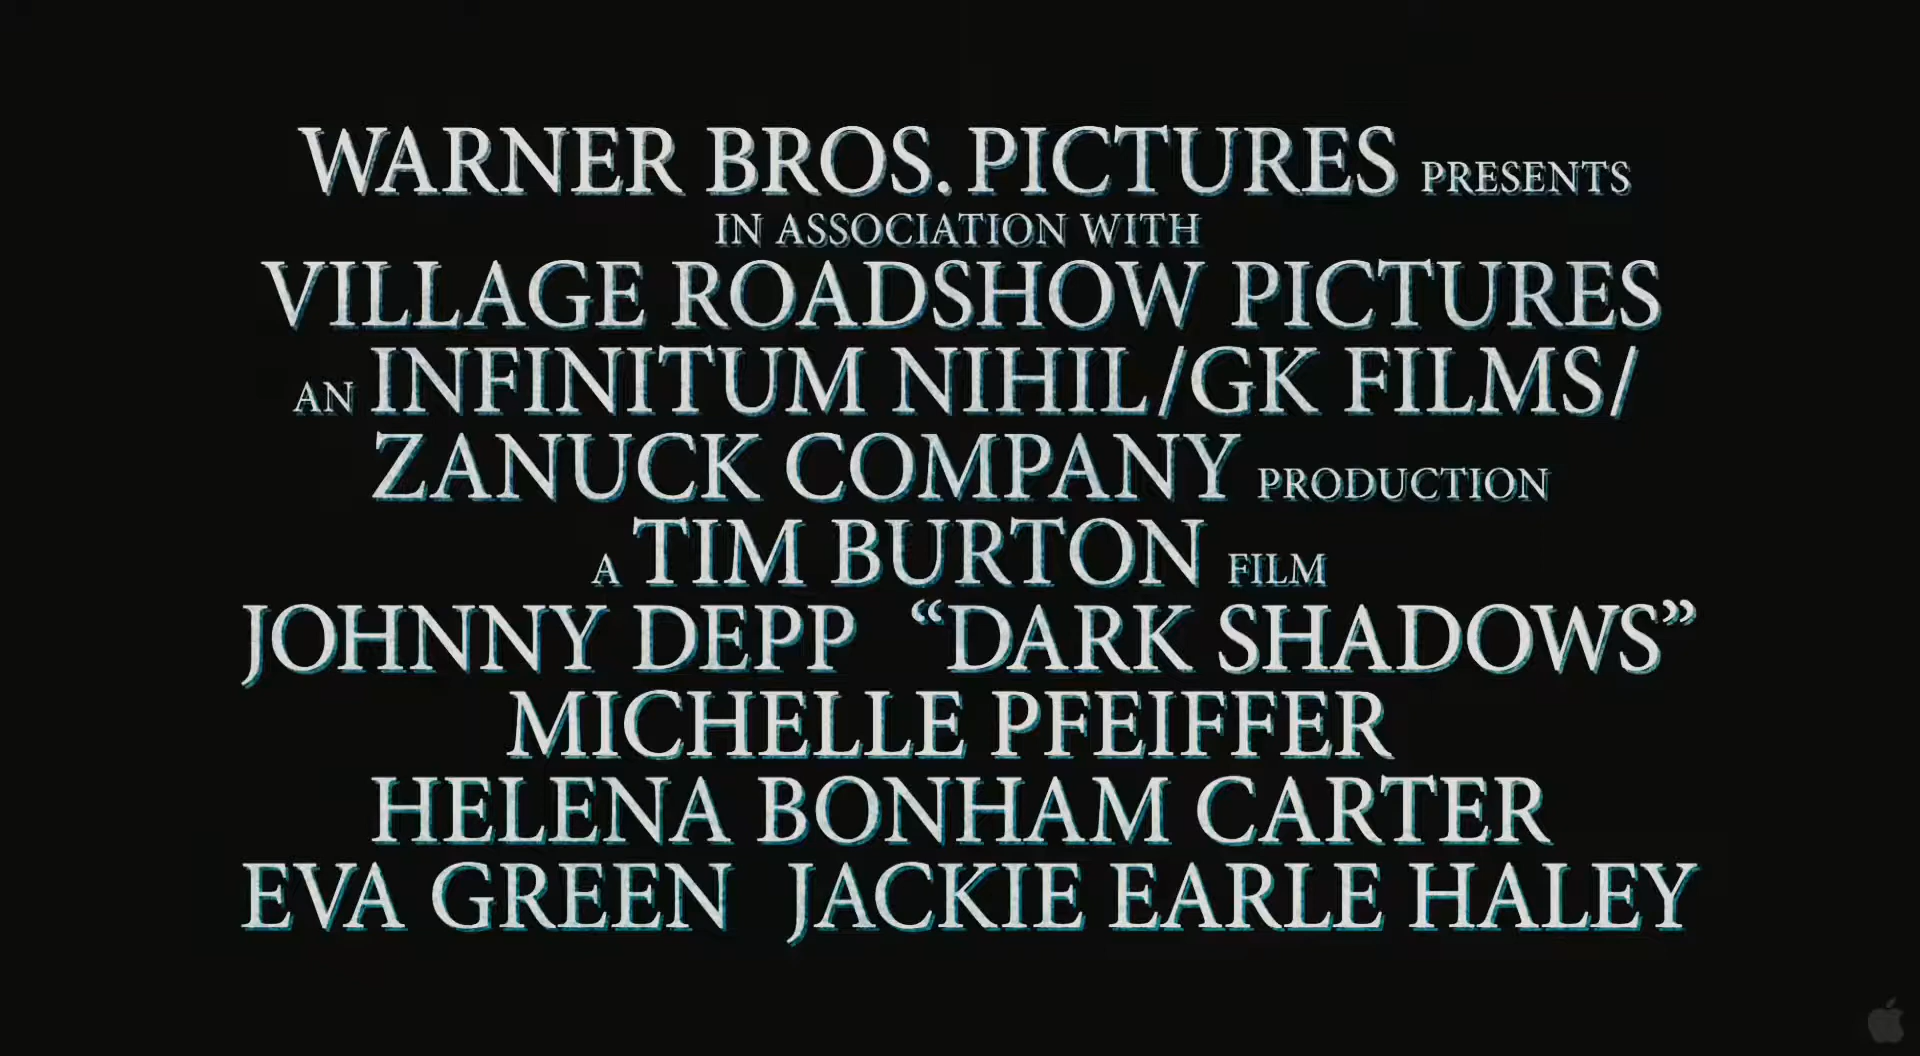 WARNER BROS. PICTURES PRESENTS
IN ASSOCIATION WITH
VILLAGE ROADSHOW PICTURES
AN INFINITUM NIHIL/GK FILMS/
ZANUCK COMPANY PRODUCTION
A TIM BURTON FILM
JOHNNY DEPP “DARK SHADOWS”
MICHELLE PFEIFFER
HELENA BONHAM CARTER
EVA GREEN JACKIE EARLE HALEY